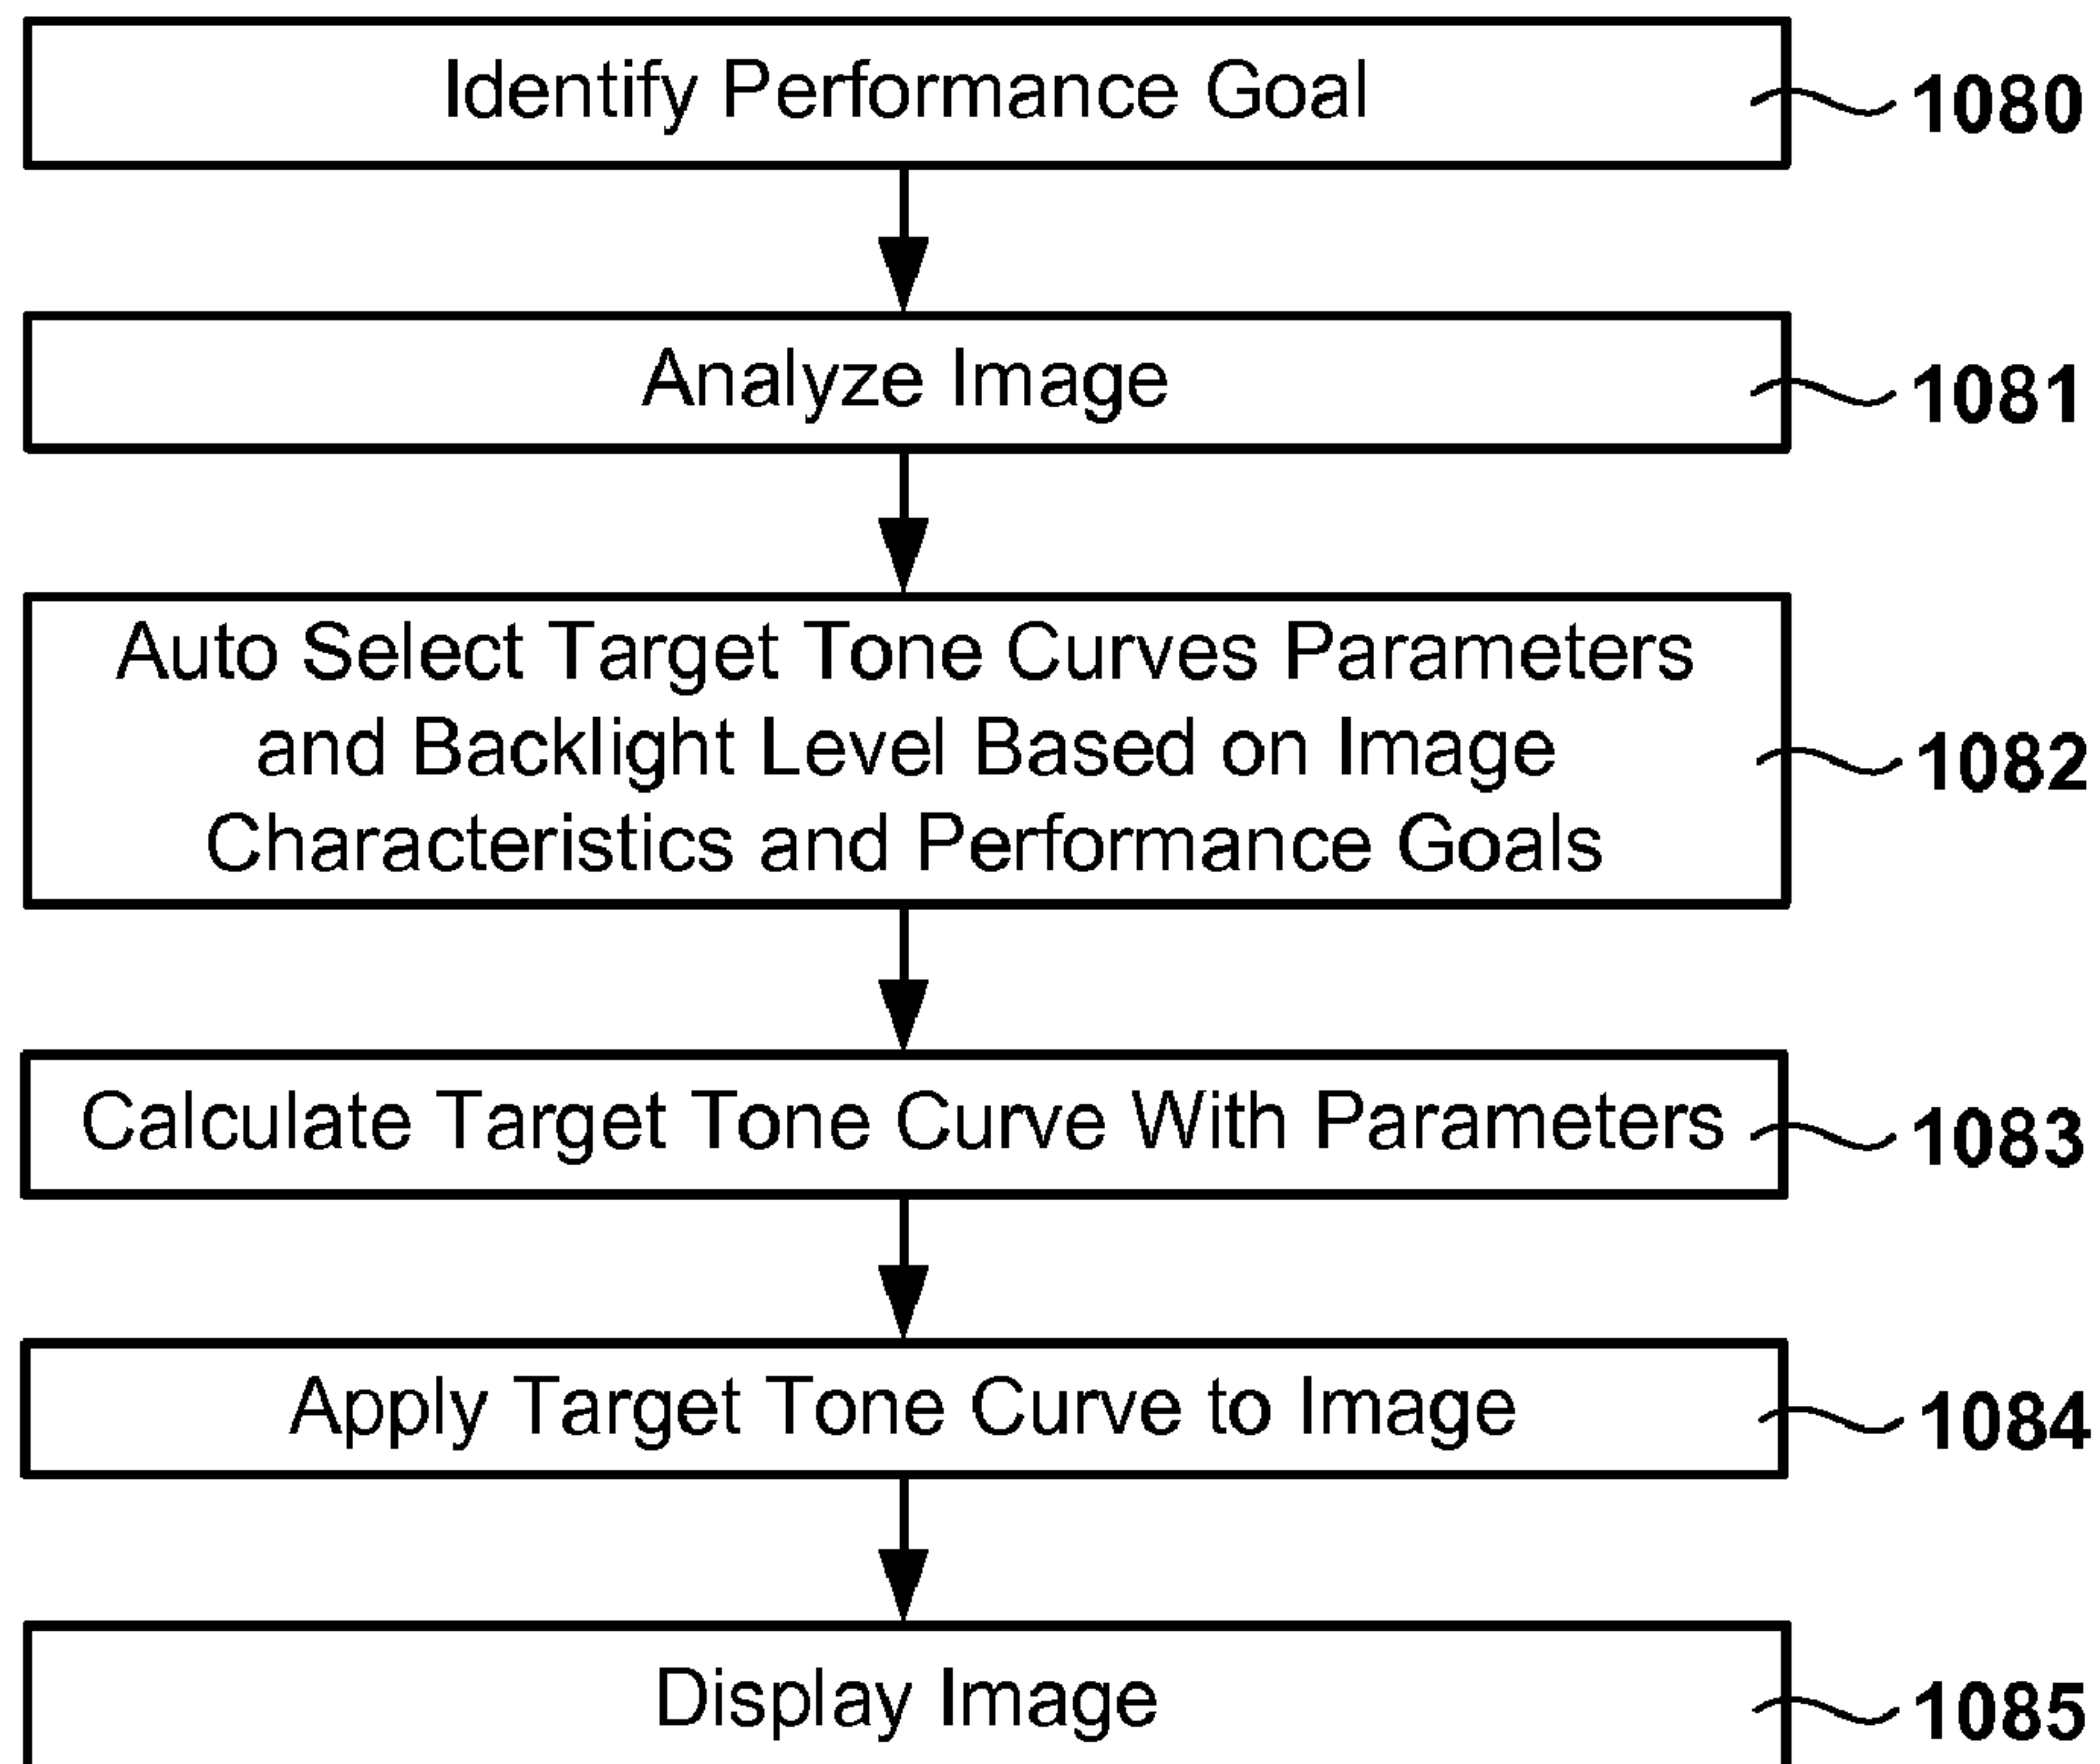 Identify Performance Goal 1080
Analyze Image 1081
Auto Select Target Tone Curves Parameters
and Backlight Level Based on Image 1082
Characteristics and Performance Goals
Calculate Target Tone Curve With Parameters 1083
Apply Target Tone Curve to Image 1084
Display Image 1085